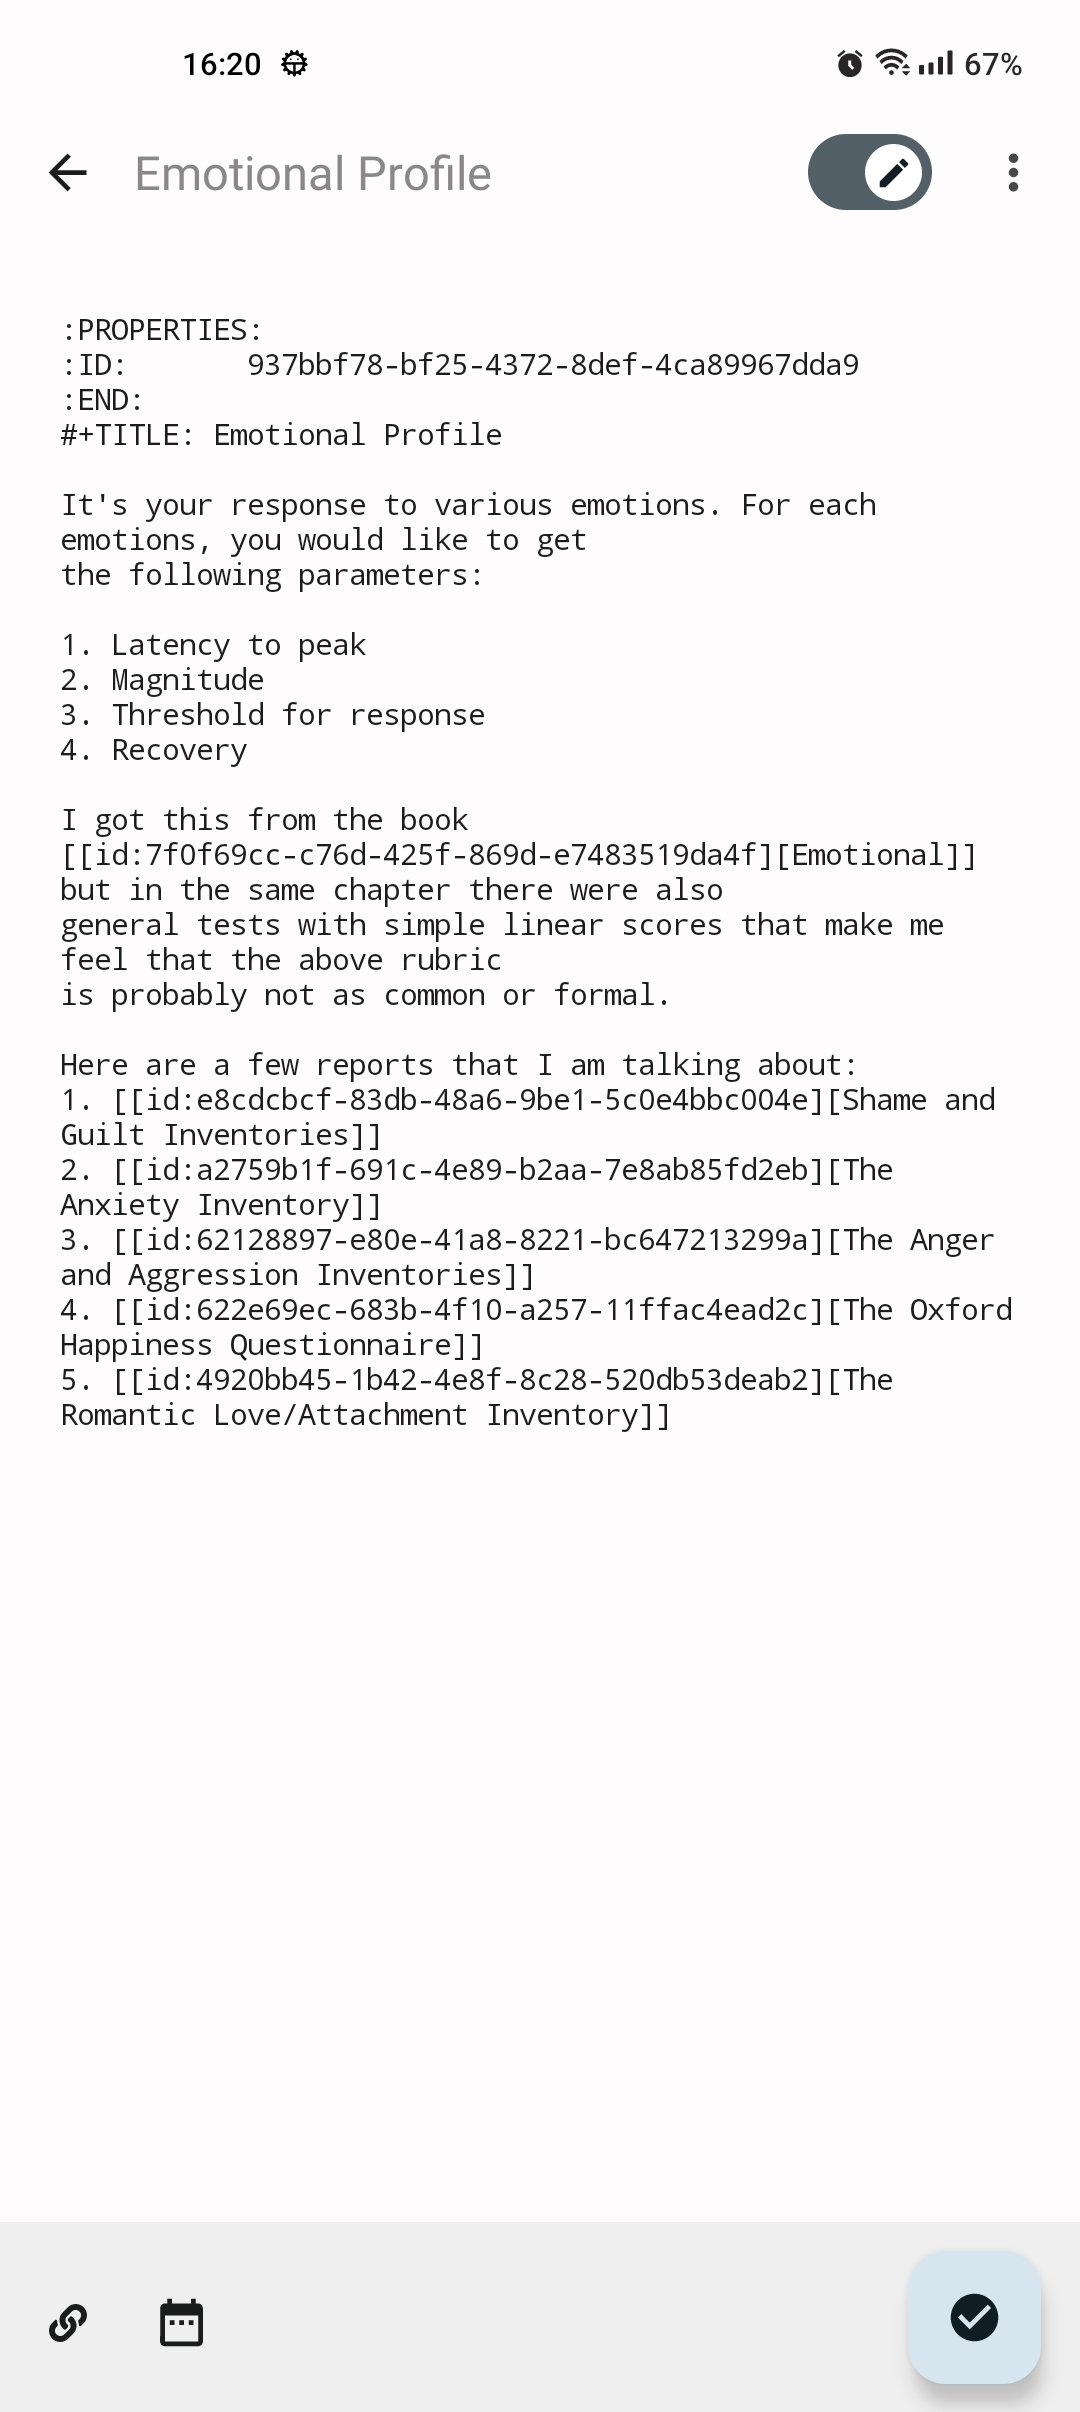 16:20
67%
Emotional Profile
:PROPERTIES:
:ID:       937bbf78-bf25-4372-8def-4ca89967dda9
:END:
#+TITLE: Emotional Profile
It's your response to various emotions. For each
emotions, you would like to get
the following parameters:
1. Latency to peak
2. Magnitude
3. Threshold for response
4. Recovery
I got this from the book
[[id:7f0f69cc-c76d-425f-869d-e7483519da4f][Emotional]]
but in the same chapter there were also
general tests with simple linear scores that make me
feel that the above rubric
is probably not as common or formal.
Here are a few reports that I am talking about:
1. [[id:e8cdcbcf-83db-48a6-9be1-5c0e4bbc004e][Shame and
Guilt Inventories]]
2. [[id:a2759b1f-691c-4e89-b2aa-7e8ab85fd2eb][The
Anxiety Inventory]]
3. [[id:62128897-e80e-41a8-8221-bc647213299a][The Anger
and Aggression Inventories]]
4. [[id:622e69ec-683b-4f10-a257-11ffac4ead2c][The Oxford
Happiness Questionnaire]]
5. [[id:4920bb45-1b42-4e8f-8c28-520db53deab2][The
Romantic Love/Attachment Inventory]]